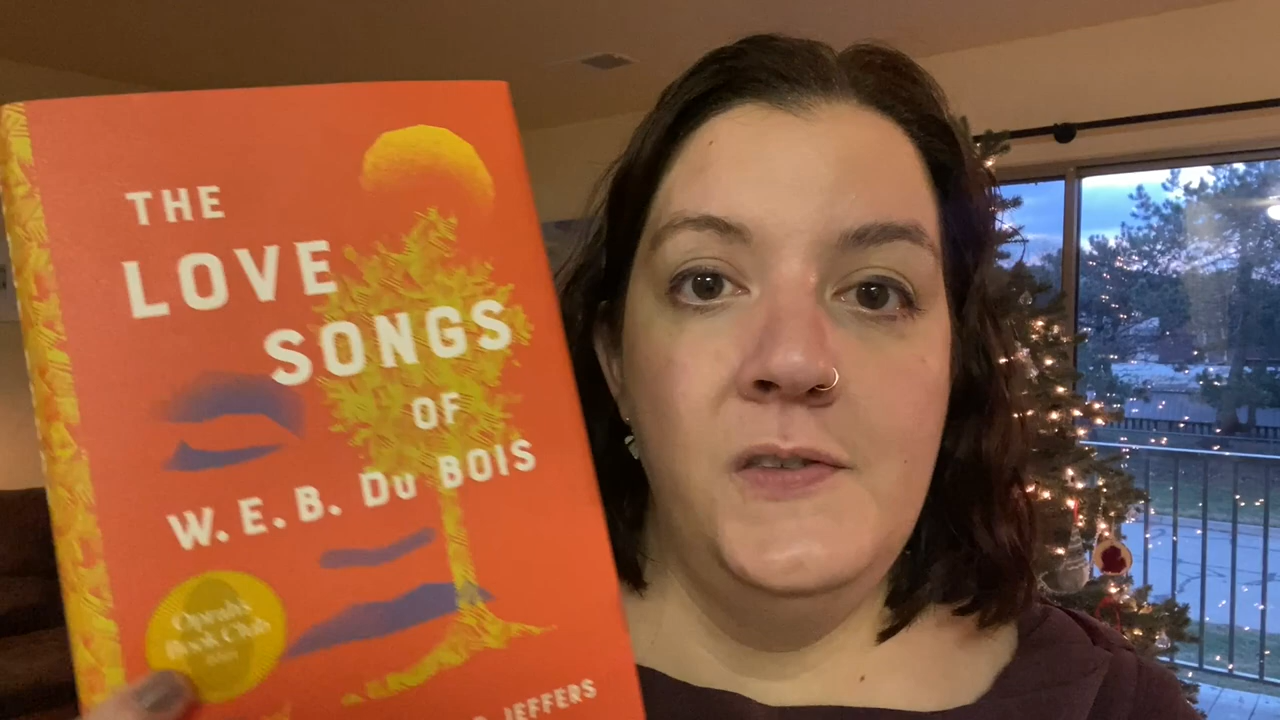 THE
LOVE
SONGS
OF
W.E.B. Du BOIS
Oprah's
Book Club
JEFFERS